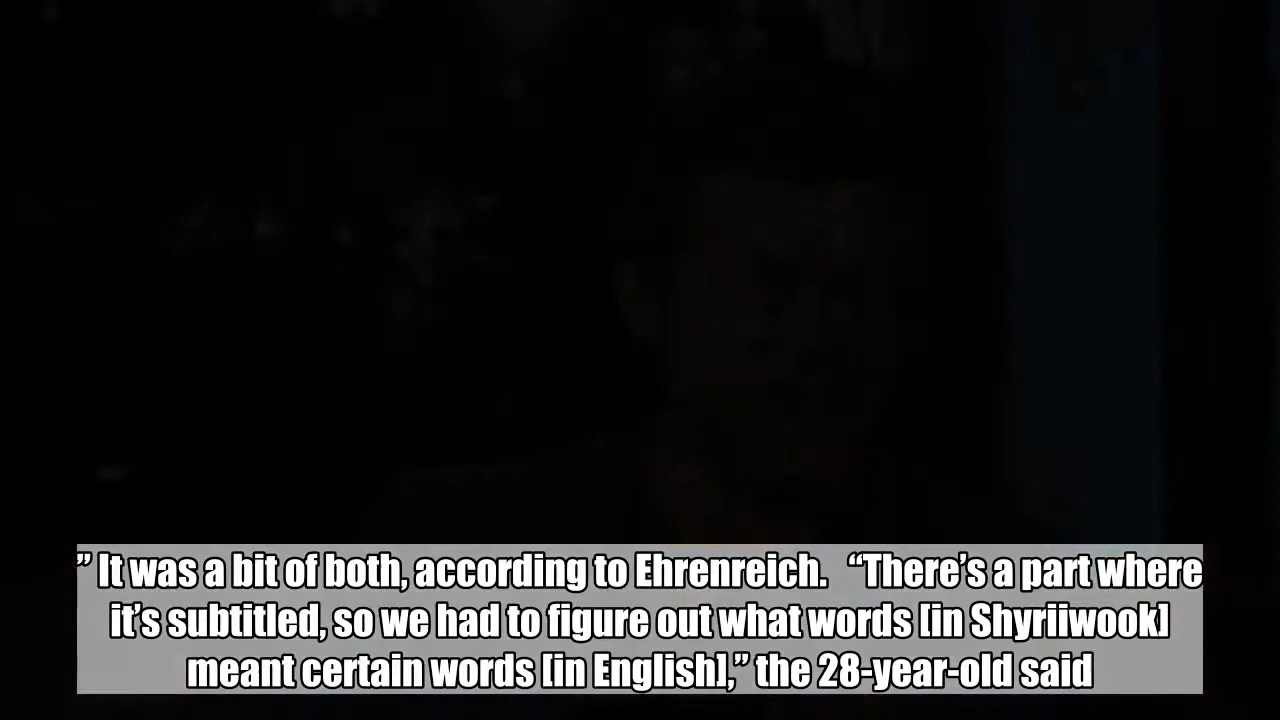 ” It was a bit of both, according to Ehrenreich.   “There’s a part where
it’s subtitled, so we had to figure out what words [in Shyriiwook]
meant certain words [in English],” the 28-year-old said